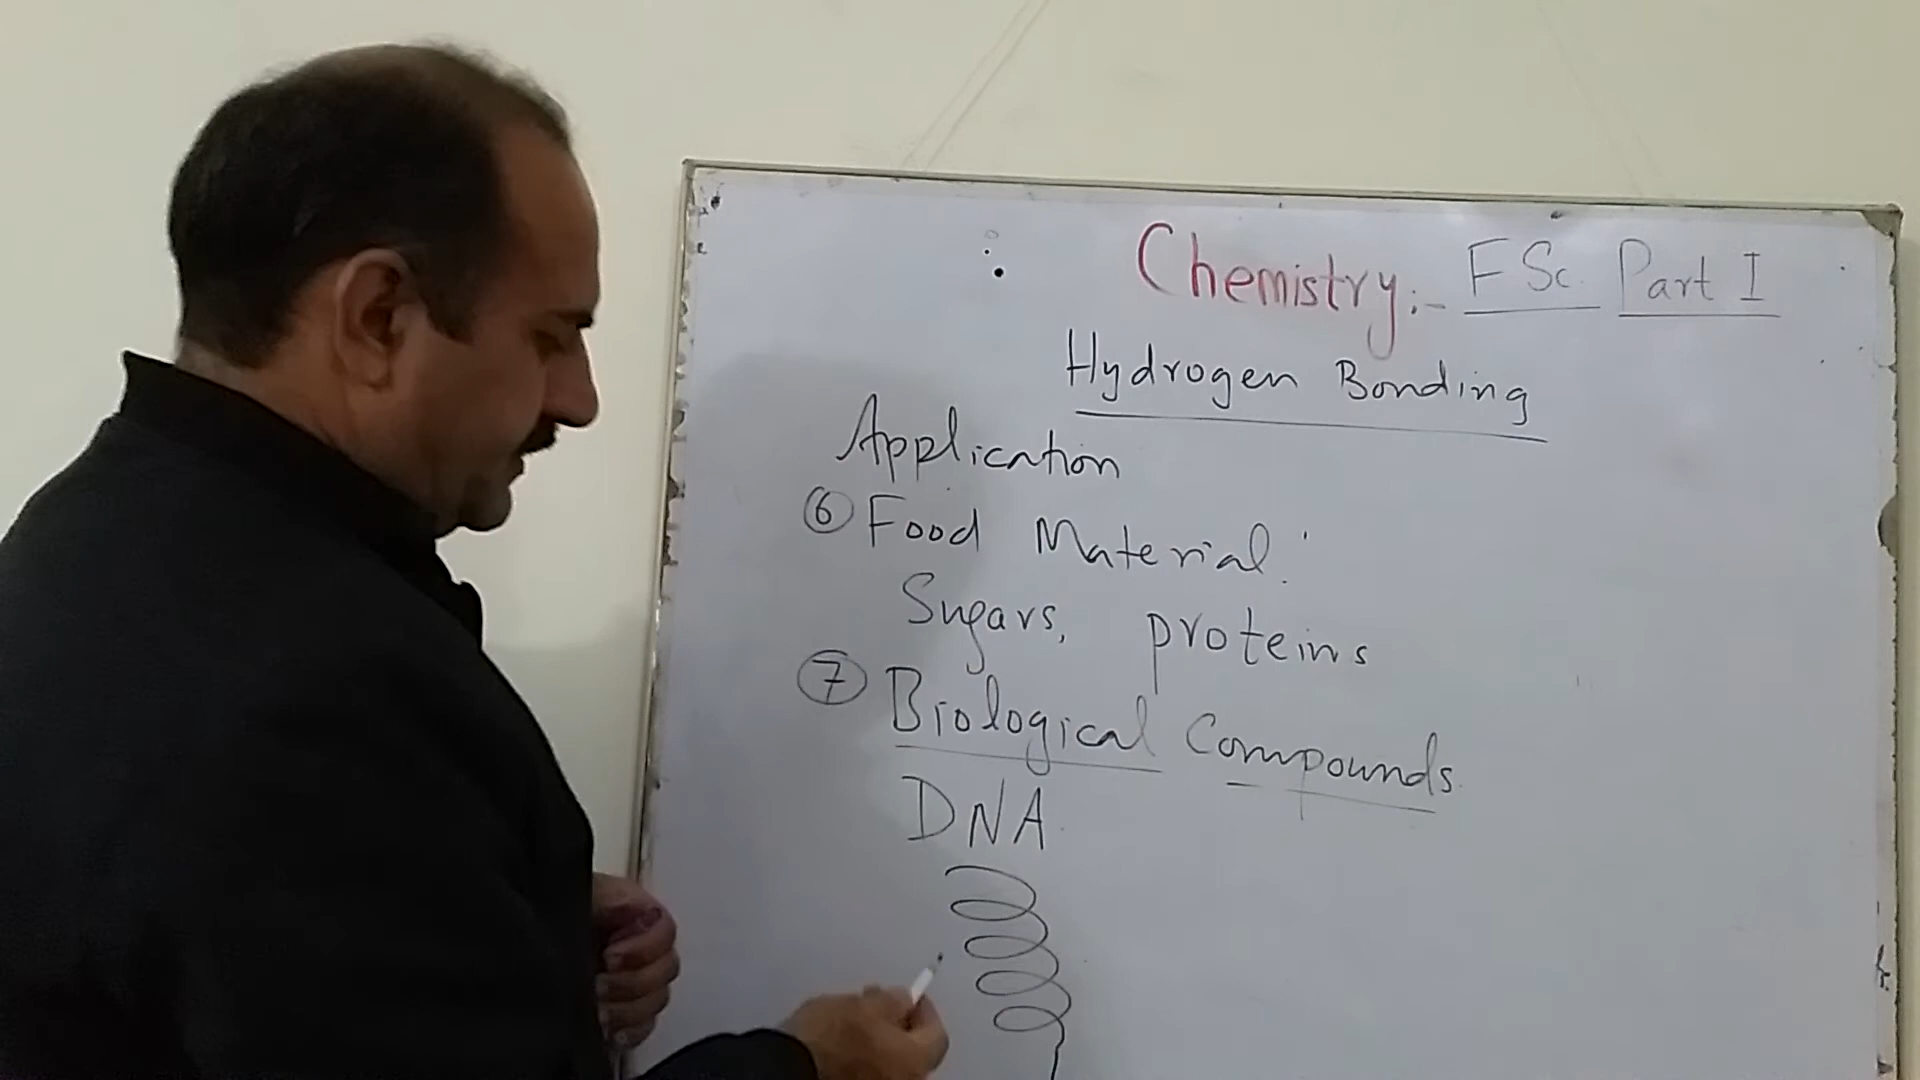 Chemistry:- FSc. Part I
Hydrogen Bonding
Application
⑥ Food Material:
Sugars, proteins
⑦ Biological Compounds.
DNA